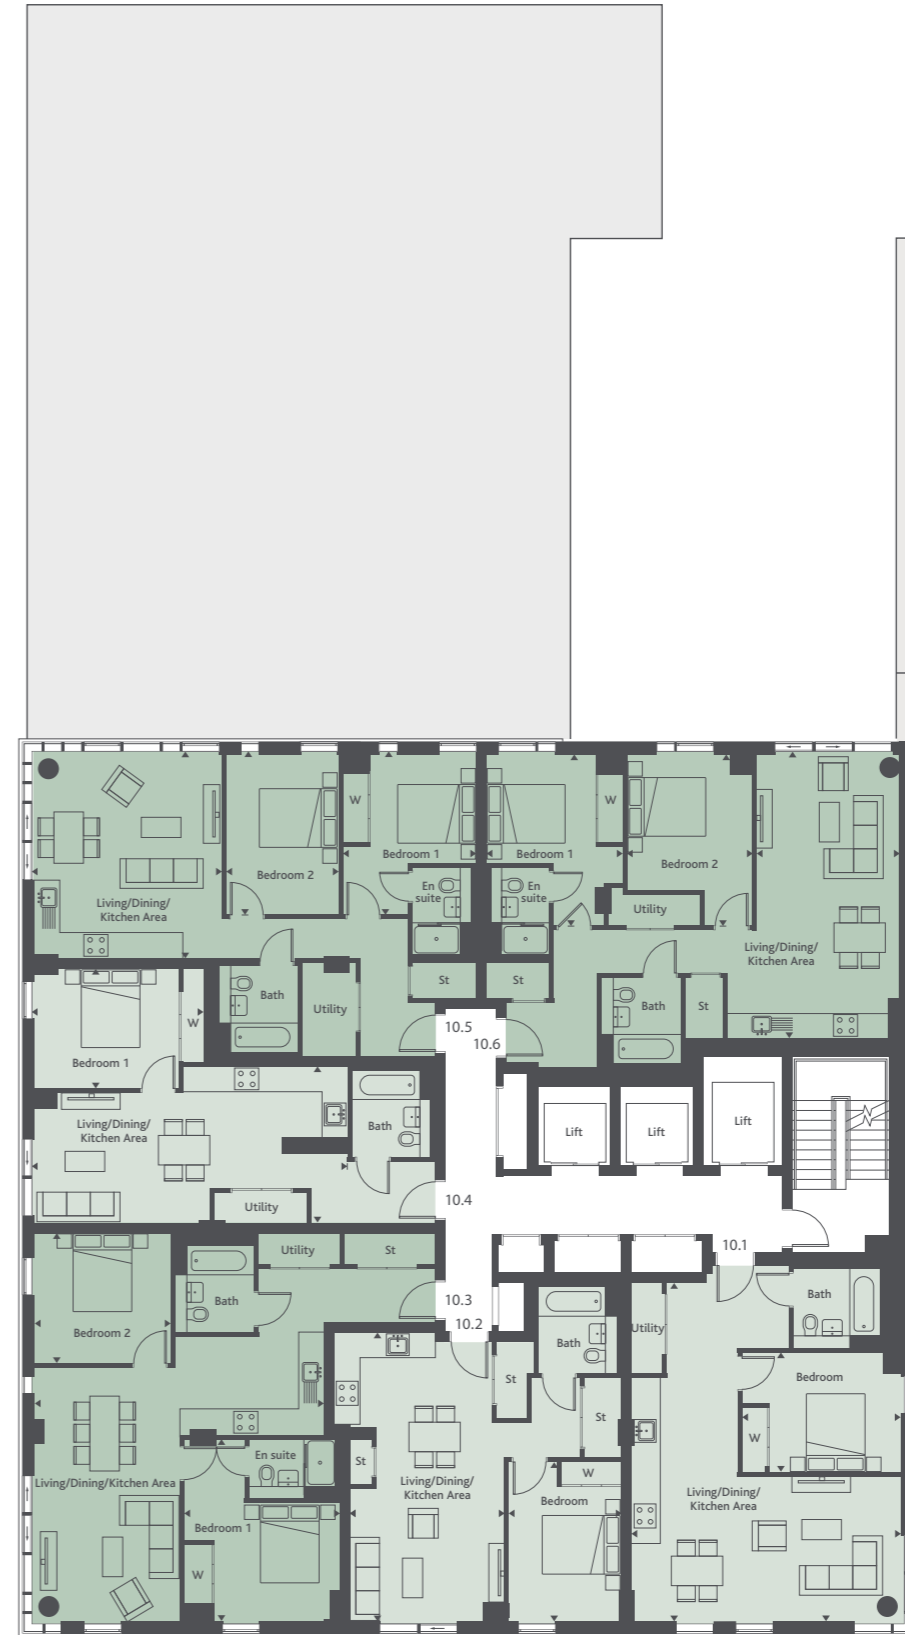 W
W
Bedroom 1
Bedroom 1
Bedroom 2
Bedroom 2
En
suite
En
suite
Living/Dining/
Kitchen Area
Utility
Living/Dining/
Kitchen Area
St
St
Bath
Utility
Bath
St
W
10.5
10.6
Bedroom 1
Living/Dining/
Kitchen Area
Bath
Lift
Lift
Lift
Utility
10.4
10.1
Utility
St
Bath
Bath
10.3
10.2
Bedroom 2
Utility
Bath
St
Bedroom
St
W
En suite
St
W
Living/Dining/Kitchen Area
Living/Dining/
Kitchen Area
Bedroom
Living/Dining/
Kitchen Area
Bedroom 1
W